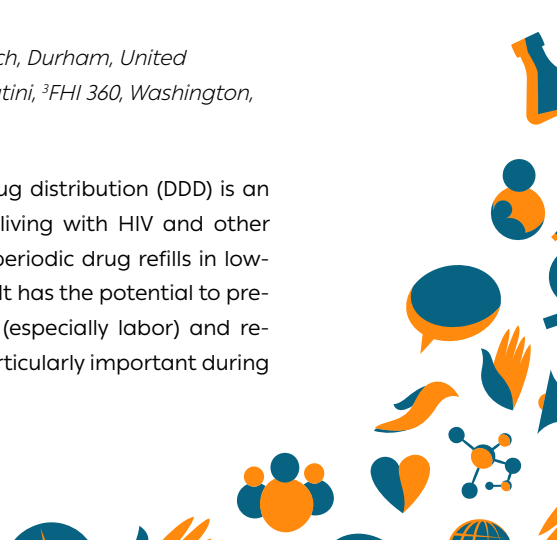 ch, Durham, United
tini, ³FHI 360, Washington,
ug distribution (DDD) is an
living with HIV and other
periodic drug refills in low-
It has the potential to pre-
(especially labor) and re-
rticularly important during